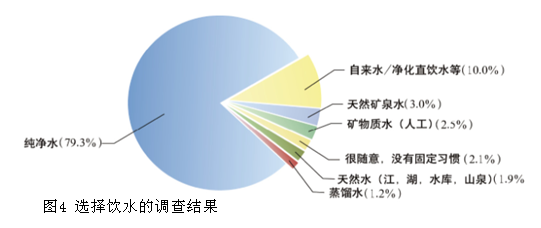 自来水/净化直饮水等(10.0%)
天然矿泉水(3.0%)
矿物质水(人工)(2.5%)
纯净水(79.3%)
很随意,没有固定习惯(2.1%)
天然水(江,湖,水库,山泉)(1.9%
蒸馏水(1.2%)
图4 选择饮水的调查结果